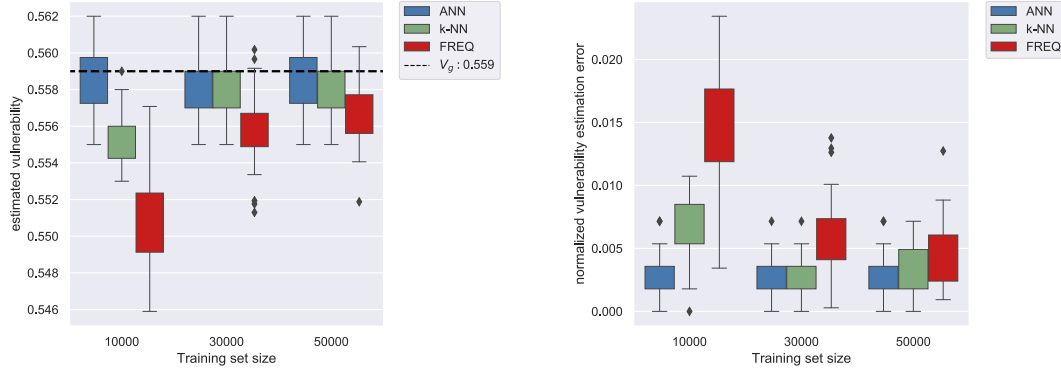 estimated vulnerability
0.562
0.560
0.558
0.556
0.554
0.552
0.550
0.548
0.546
10000
30000
50000
Training set size
ANN
k-NN
FREQ
Vg : 0.559
normalized vulnerability estimation error
0.020
0.015
0.010
0.005
0.000
10000
30000
50000
Training set size
ANN
k-NN
FREQ